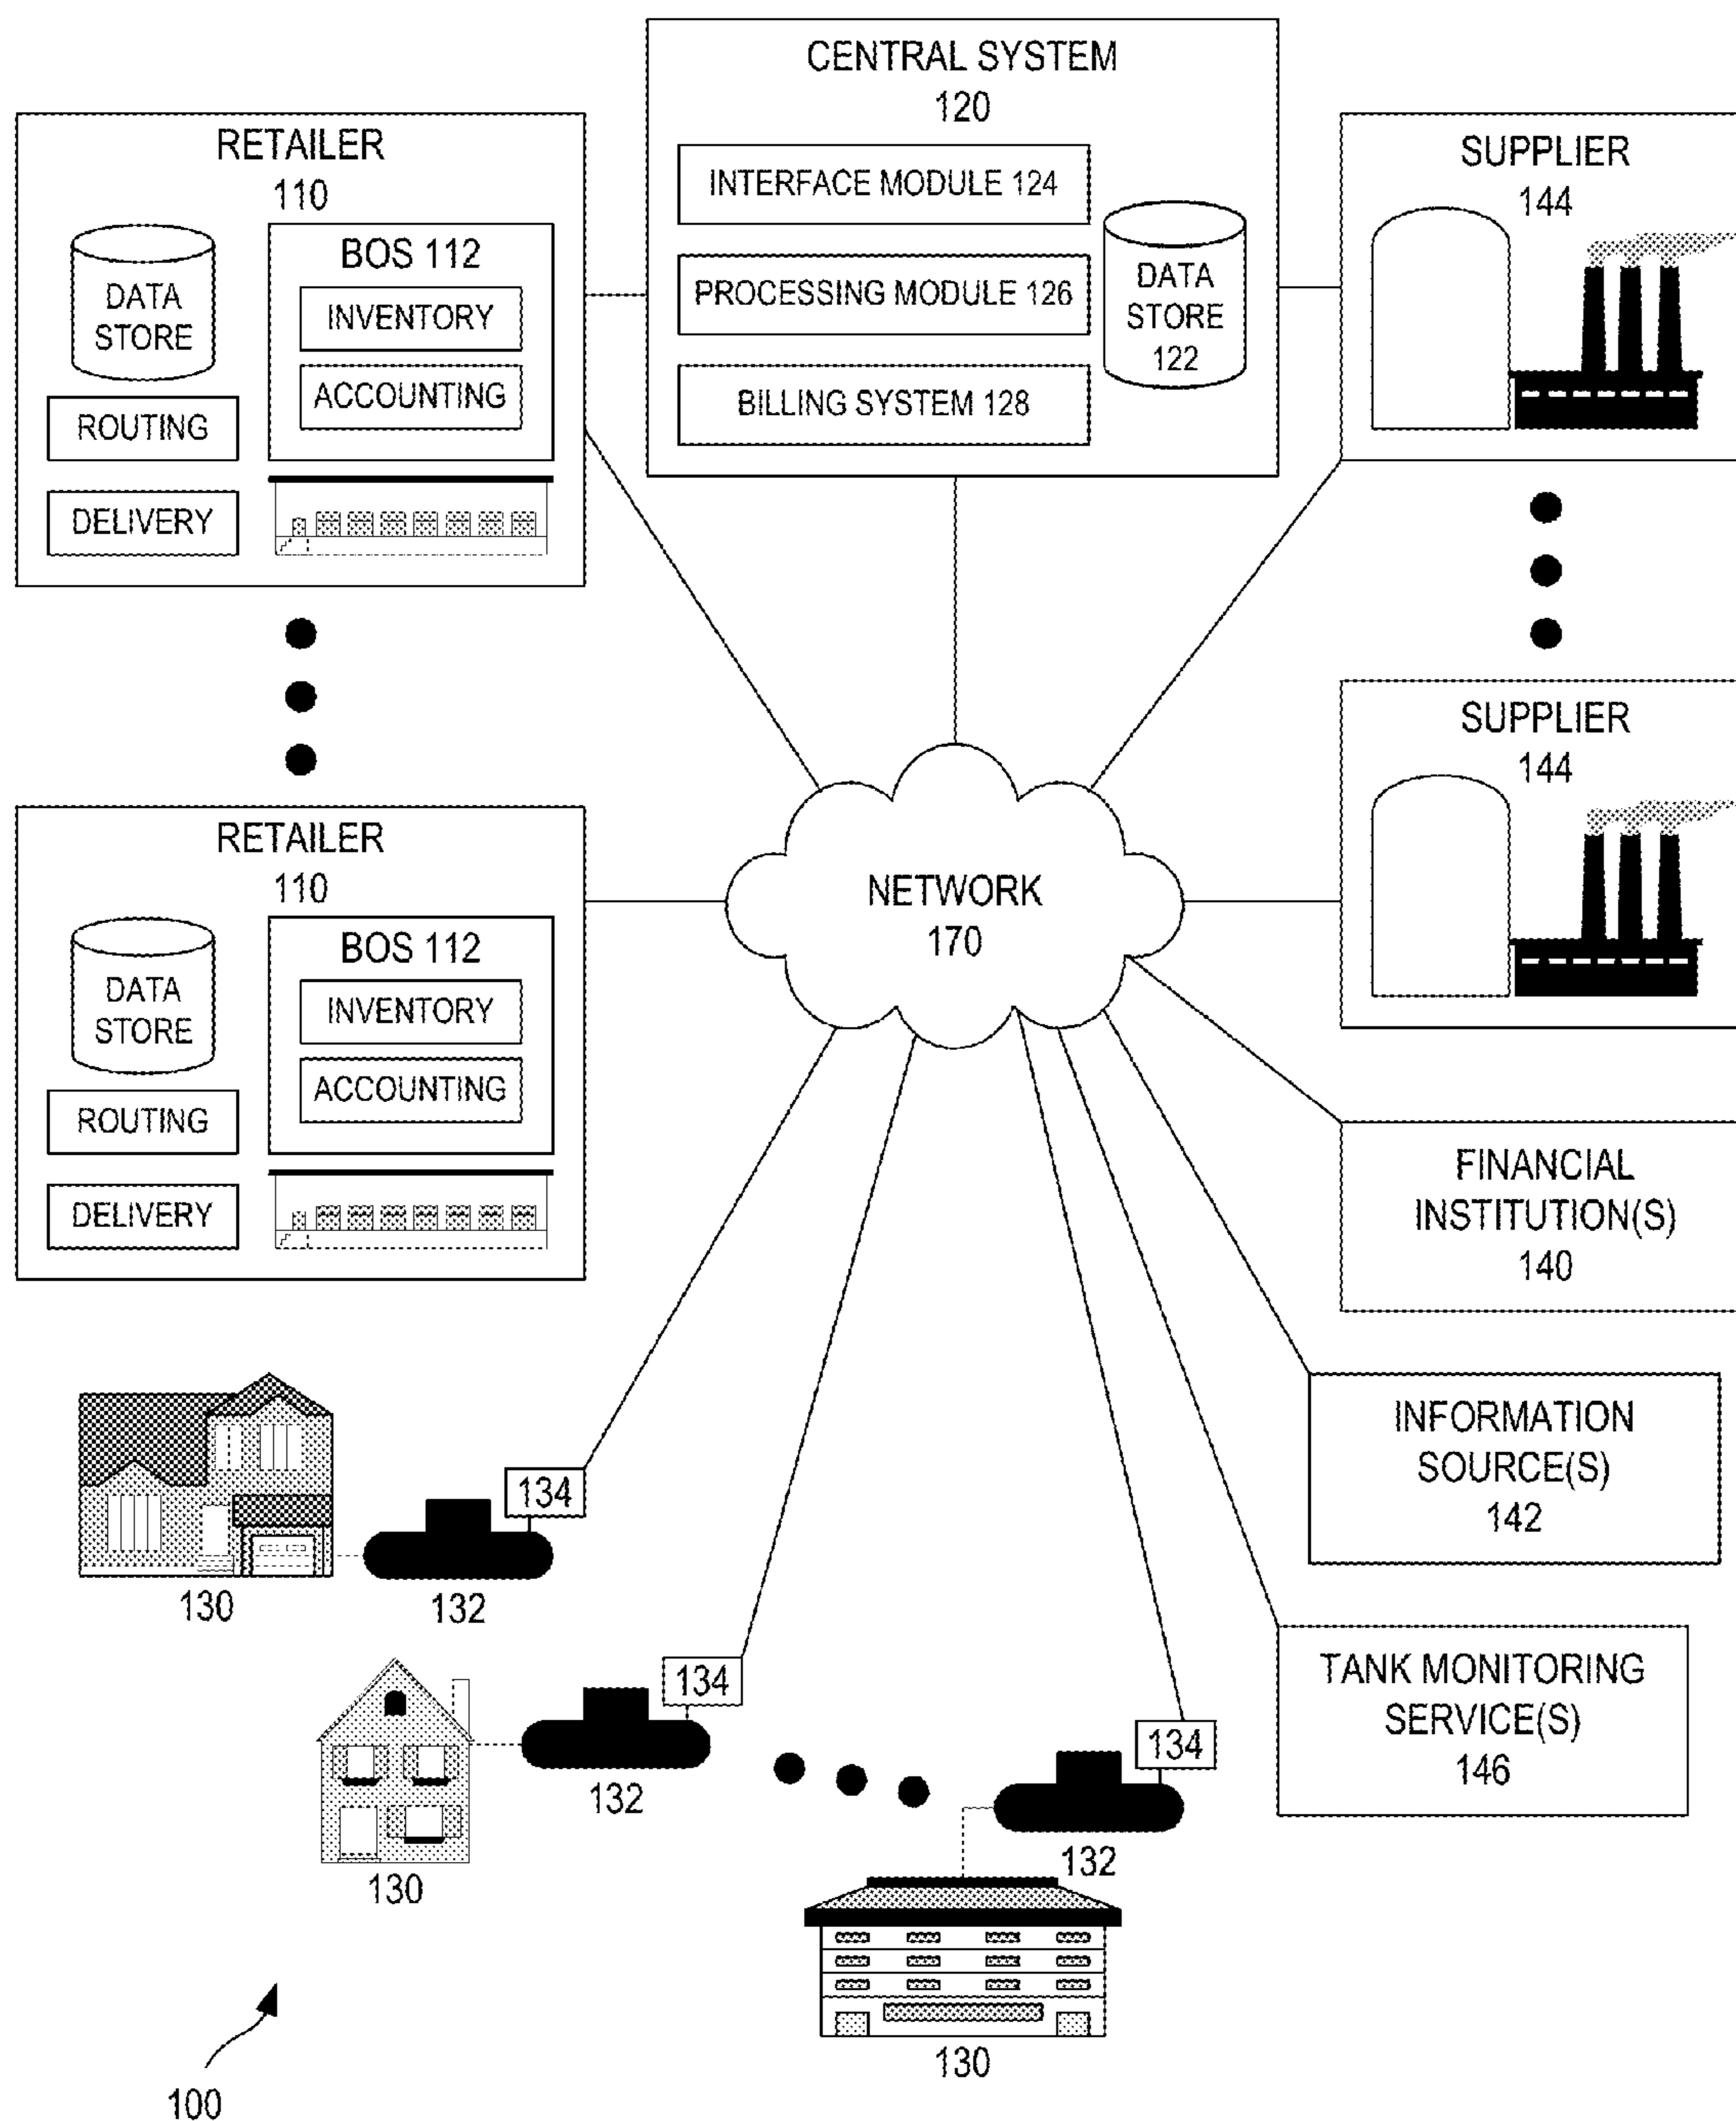 CENTRAL SYSTEM
120
INTERFACE MODULE 124
PROCESSING MODULE 126
BILLING SYSTEM 128
DATA
STORE
122
RETAILER
110
DATA
STORE
BOS 112
INVENTORY
ACCOUNTING
ROUTING
DELIVERY
SUPPLIER
144
SUPPLIER
144
RETAILER
110
DATA
STORE
BOS 112
INVENTORY
ACCOUNTING
ROUTING
DELIVERY
NETWORK
170
FINANCIAL
INSTITUTION(S)
140
INFORMATION
SOURCE(S)
142
TANK MONITORING
SERVICE(S)
146
134
130
132
134
132
130
134
132
130
100